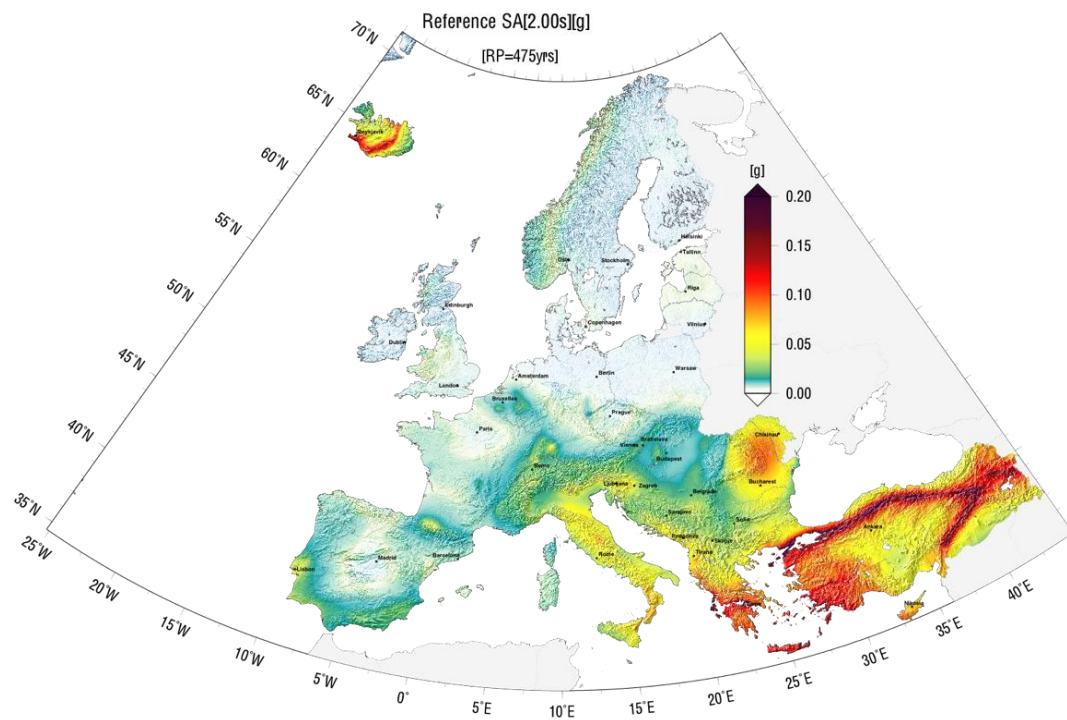 Reference SA[2.00s][g]
[RP=475yrs]
70°N
65°N
60°N
55°N
50°N
45°N
40°N
35°N
25°W
20°W
15°W
10°W
5°W
0°
5°E
10°E
15°E
20°E
25°E
30°E
35°E
40°E
[g]
0.20
0.15
0.10
0.05
0.00
Reykjavik
Helsinki
Tallinn
Oslo
Stockholm
Riga
Edinburgh
Copenhagen
Vilnius
Dublin
Amsterdam
Berlin
Warsaw
London
Brusselles
Prague
Paris
Chisinau
Vienna
Bratislava
Budapest
Berne
Ljubljana
Zagreb
Bucharest
Belgrade
Sarajevo
Sofia
Podgorica
Skopje
Ankara
Rome
Tirana
Barcelona
Madrid
Lisbon
Nicosia